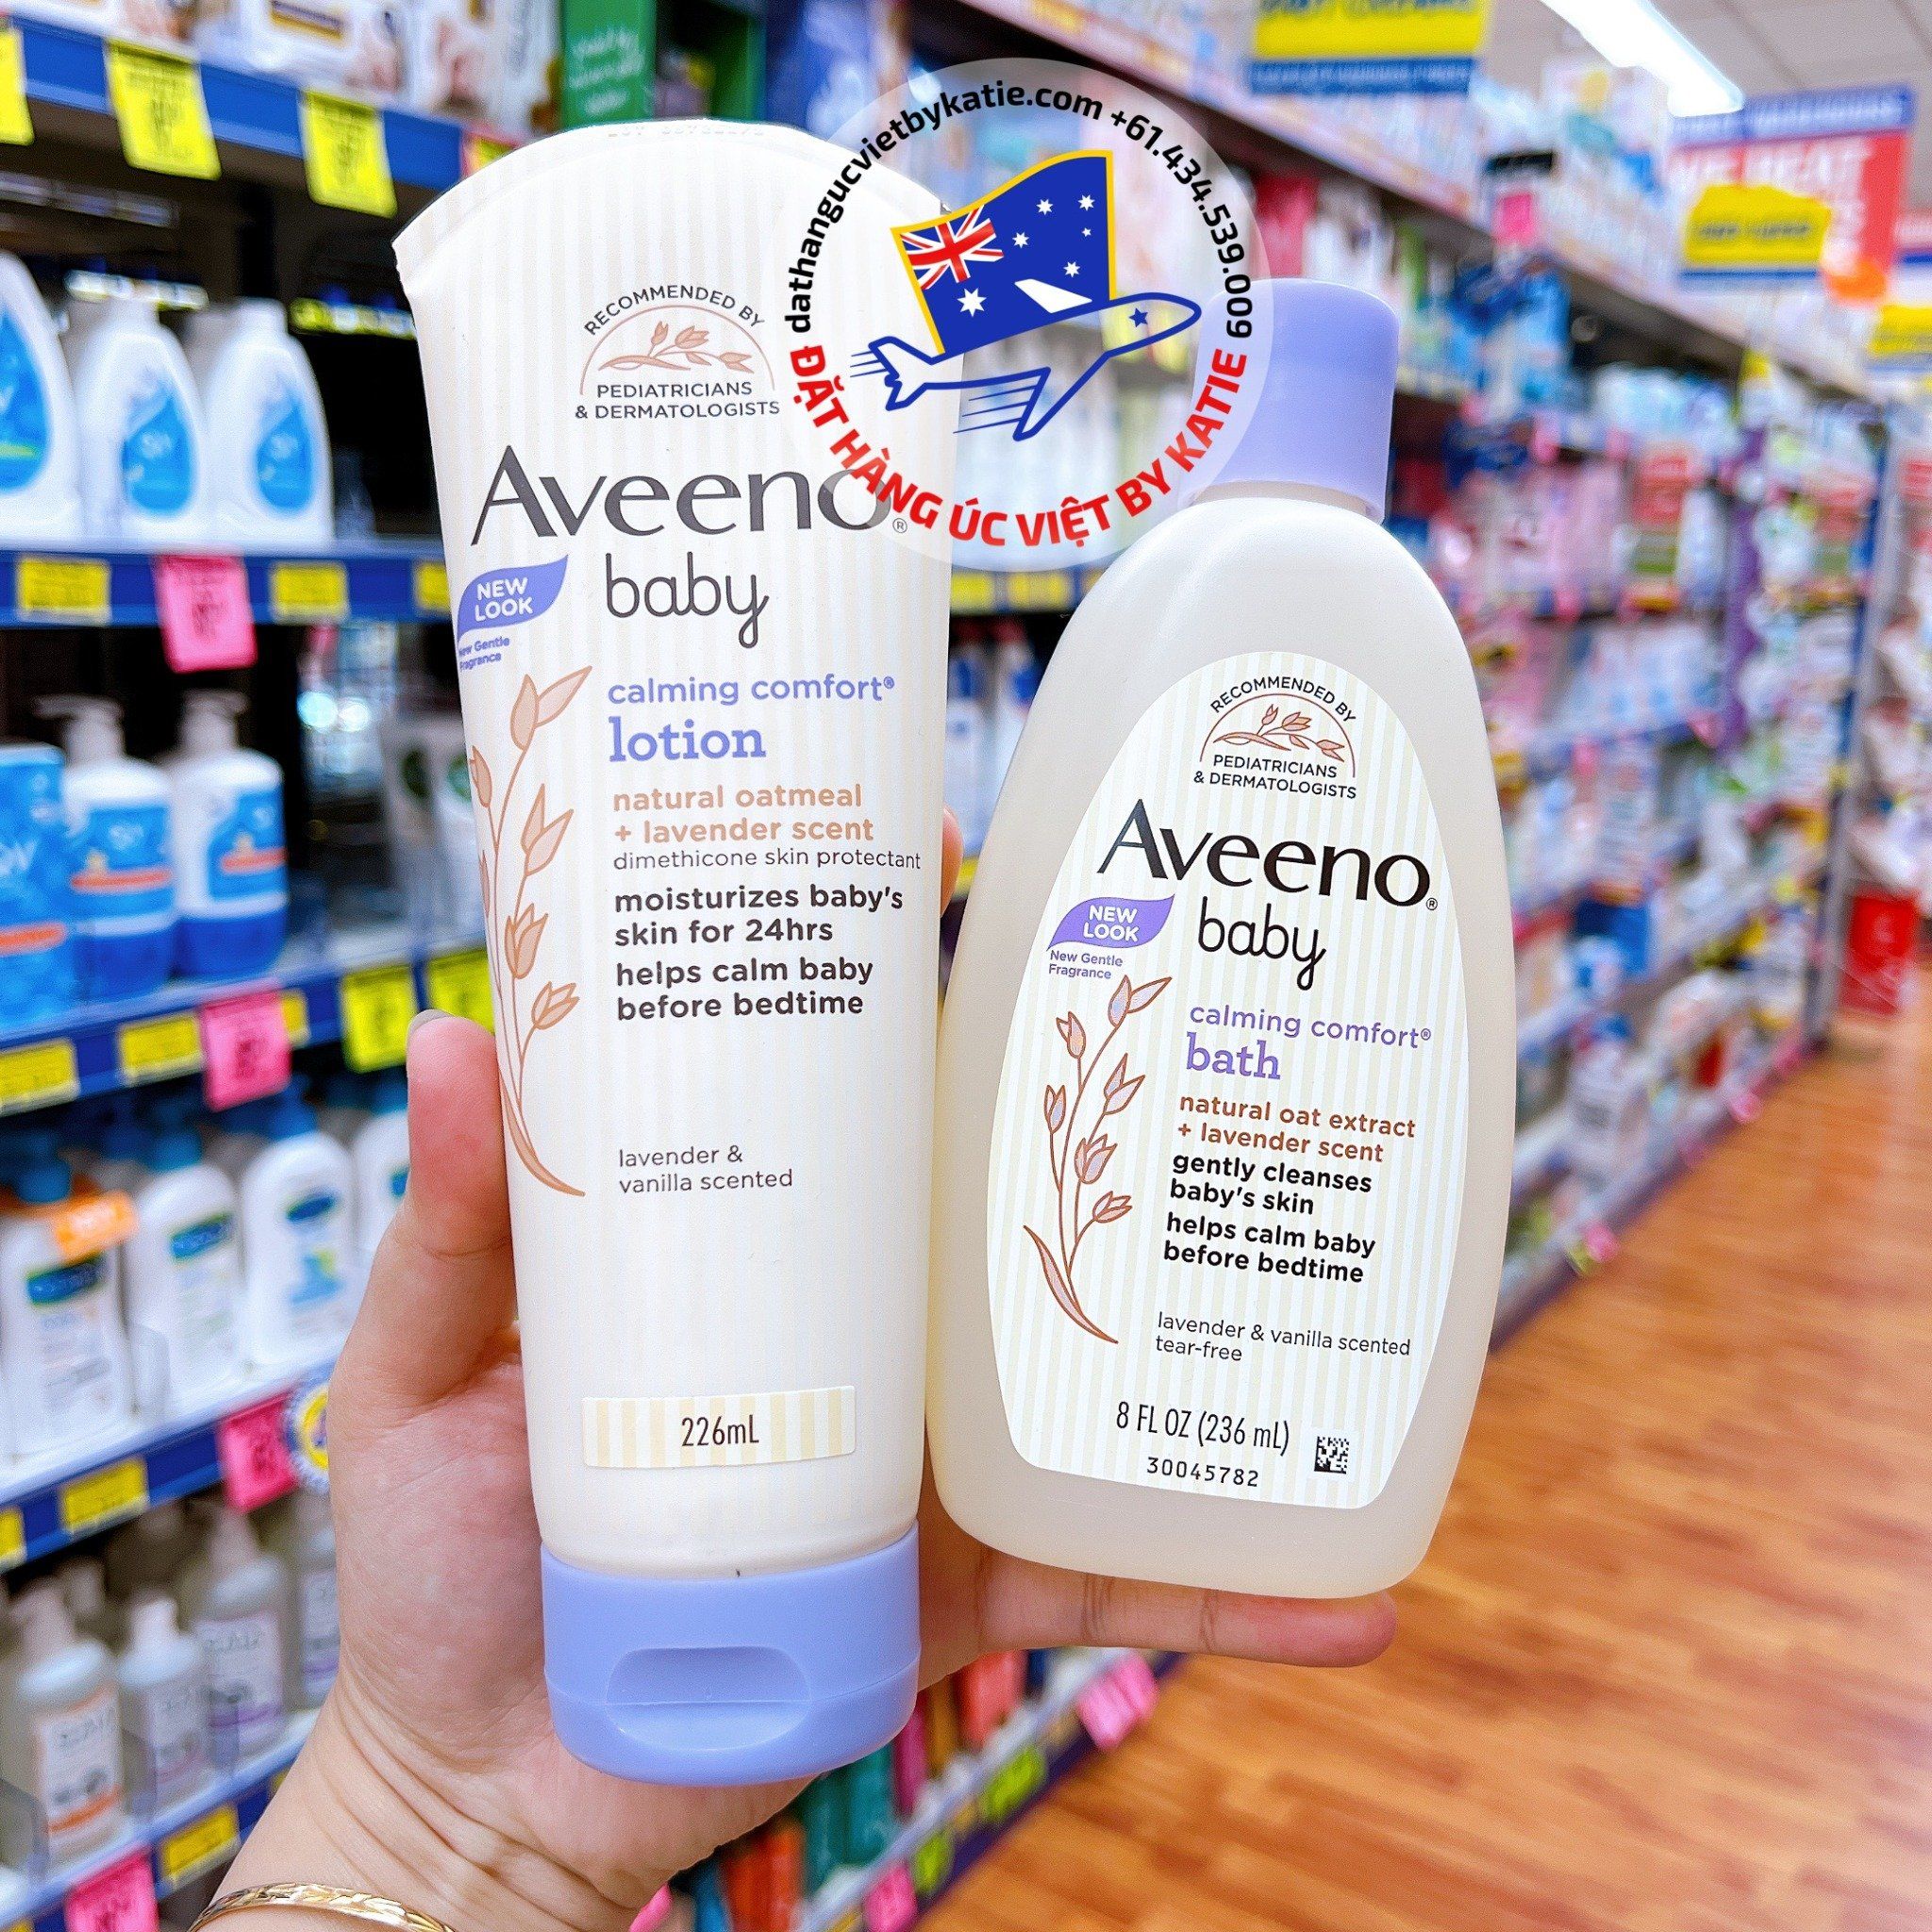 dathangucvietbykatie.com +61.434.539.009
ĐẶT HÀNG ÚC VIỆT BY KATIE
RECOMMENDED BY
PEDIATRICIANS
& DERMATOLOGISTS
Aveeno®
baby
NEW
LOOK
New Gentle
Fragrance
calming comfort®
lotion
natural oatmeal
+ lavender scent
dimethicone skin protectant
moisturizes baby's
skin for 24hrs
helps calm baby
before bedtime
lavender &
vanilla scented
226mL
RECOMMENDED BY
PEDIATRICIANS
& DERMATOLOGISTS
Aveeno®
baby
NEW
LOOK
New Gentle
Fragrance
calming comfort®
bath
natural oat extract
+ lavender scent
gently cleanses
baby's skin
helps calm baby
before bedtime
lavender & vanilla scented
tear-free
8 FL OZ (236 mL)
30045782